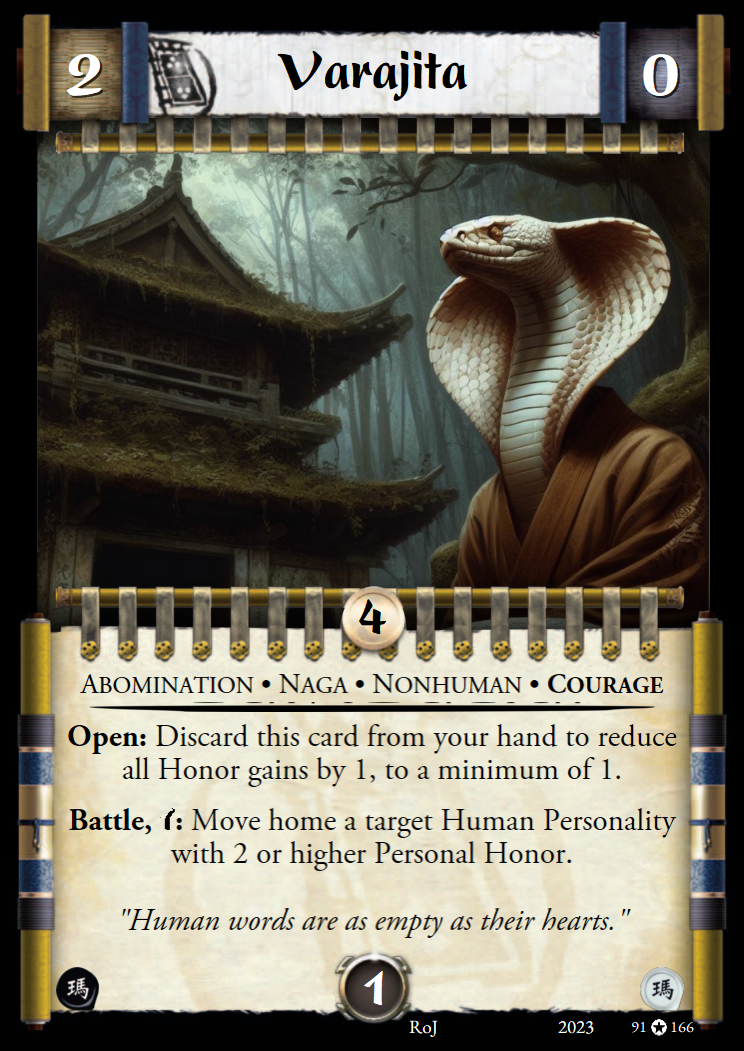 2
Varajita
0
4
Abomination • Naga • Nonhuman • Courage
Open: Discard this card from your hand to reduce
all Honor gains by 1, to a minimum of 1.
Battle, : Move home a target Human Personality
with 2 or higher Personal Honor.
"Human words are as empty as their hearts."
瑪
1
瑪
RoJ
2023
91
166